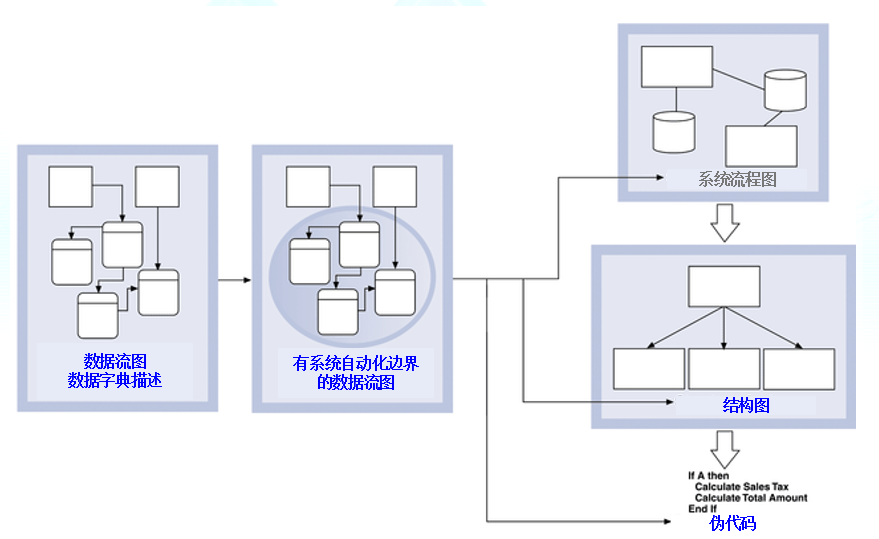 数据流图
数据字典描述
有系统自动化边界
的数据流图
系统流程图
结构图
If A then
Calculate Sales Tax
Calculate Total Amount
End If
伪代码